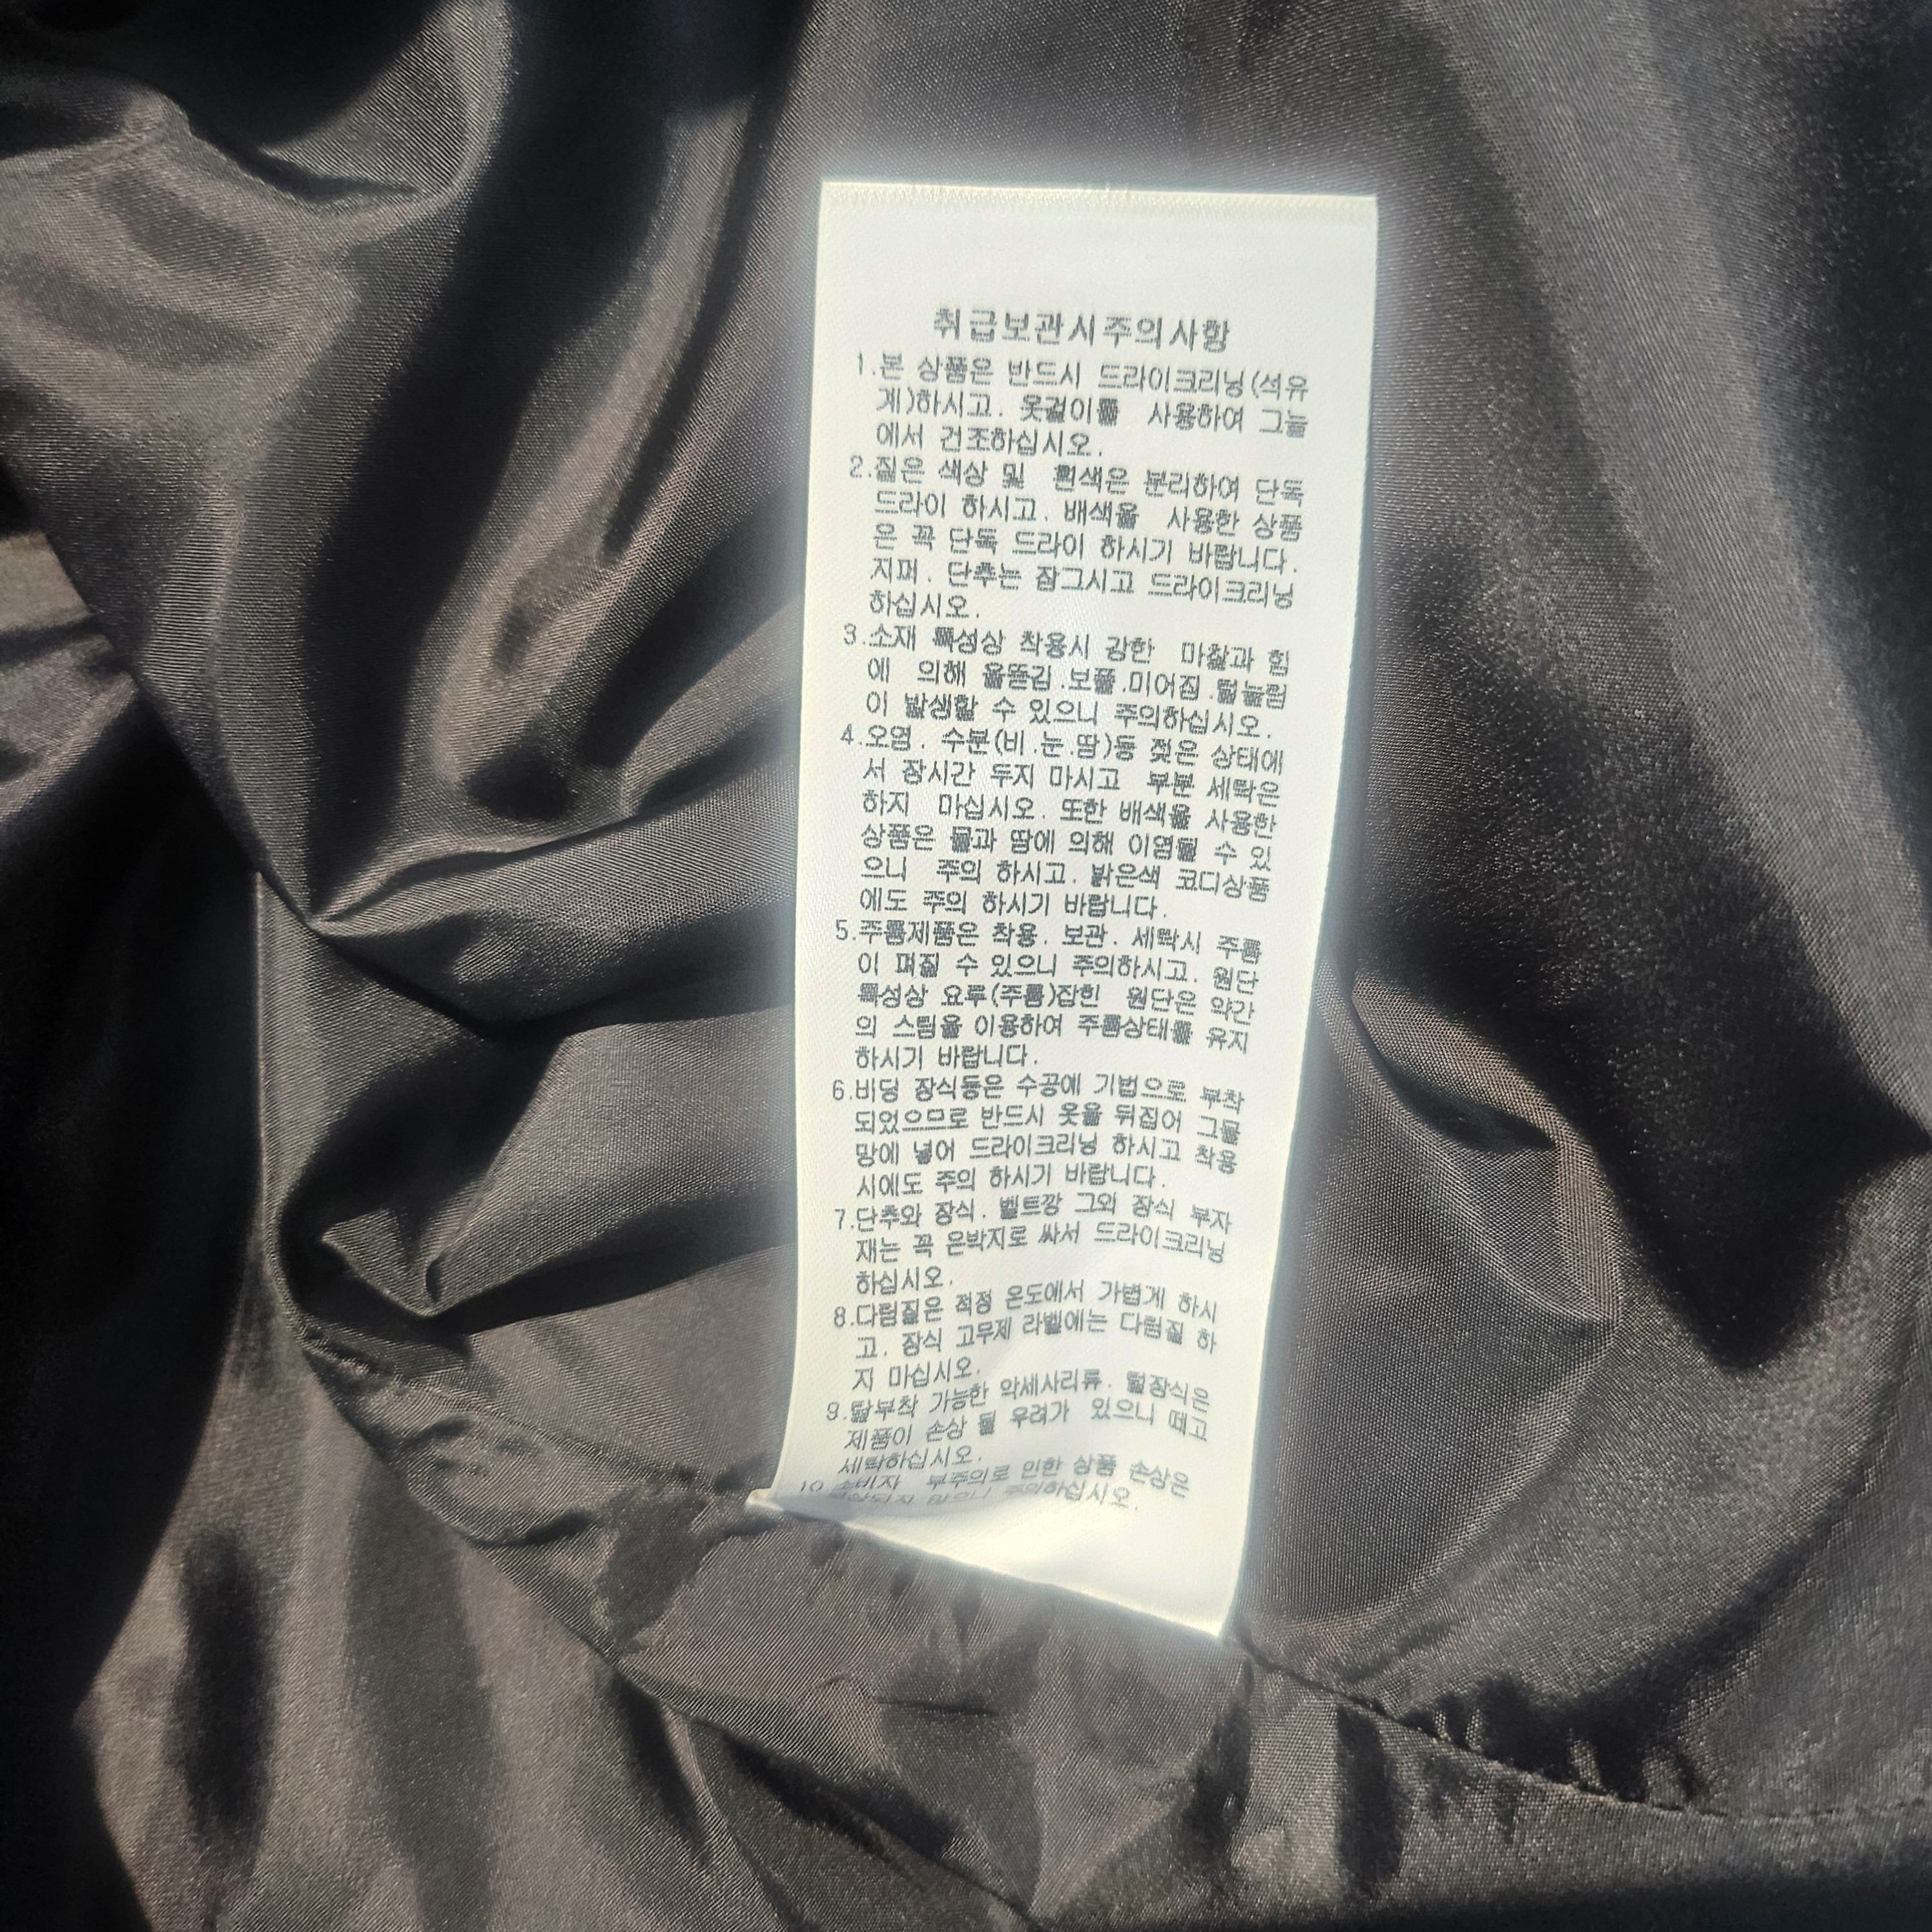 취급보관시주의사항
1.본 상품은 반드시 드라이크리닝(석유
계)하시고. 옷걸이를 사용하여 그늘
에서 건조하십시오.
2.짙은 색상 및 흰색은 분리하여 단독
드라이 하시고. 배색을 사용한 상품
은 꼭 단독 드라이 하시기 바랍니다.
지퍼. 단추는 잠그시고 드라이크리닝
하십시오.
3.소재 특성상 착용시 강한 마찰과 힘
에 의해 올뜯김.보풀.미어짐.털눌림
이 발생할 수 있으니 주의하십시오.
4.오염. 수분(비.눈.땀)등 젖은 상태에
서 장시간 두지 마시고 부분 세탁은
하지 마십시오. 또한 배색을 사용한
상품은 물과 땀에 의해 이염될 수 있
으니 주의 하시고. 밝은색 코디상품
에도 주의 하시기 바랍니다.
5.주름제품은 착용. 보관. 세탁시 주름
이 펴질 수 있으니 주의하시고. 원단
특성상 요루(주름)잡힌 원단은 약간
의 스팀을 이용하여 주름상태를 유지
하시기 바랍니다.
6.비딩 장식등은 수공예 기법으로 부착
되었으므로 반드시 옷을 뒤집어 그물
망에 넣어 드라이크리닝 하시고 착용
시에도 주의 하시기 바랍니다.
7.단추와 장식. 벨트깡 그외 장식 부자
재는 꼭 은박지로 싸서 드라이크리닝
하십시오.
8.다림질은 적정 온도에서 가볍게 하시
고. 장식 고무제 라벨에는 다림질 하
지 마십시오.
9.탈부착 가능한 악세사리류. 털장식은
제품이 손상 될 우려가 있으니 떼고
세탁하십시오.
10.소비자 부주의로 인한 상품 손상은
않으니 주의하십시오.